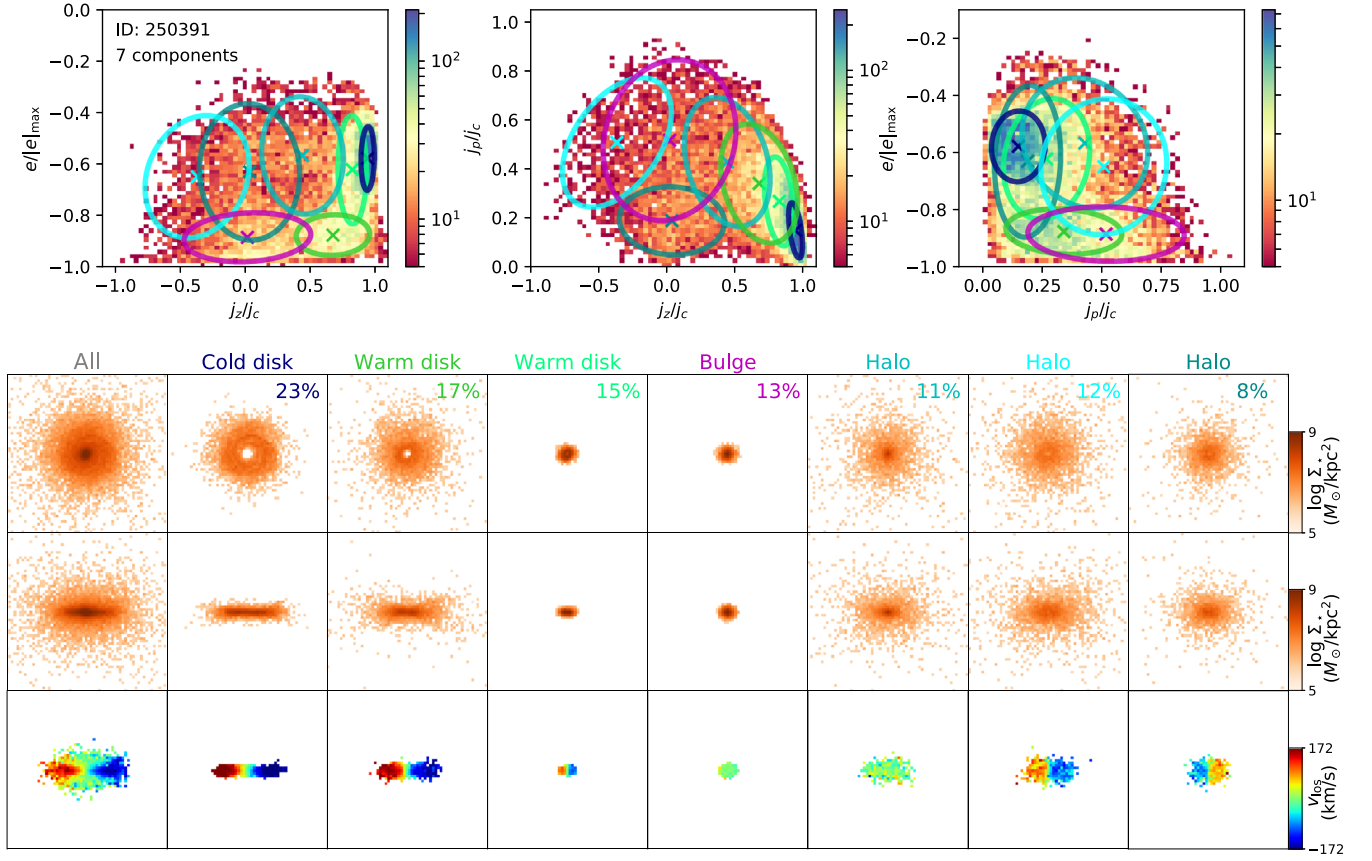 ID: 250391
7 components
0.0
−0.2
−0.4
−0.6
−0.8
−1.0
e/|e|max
−1.0 −0.5 0.0 0.5 1.0
jz/jc
10²
10¹
1.0
0.8
0.6
0.4
0.2
0.0
jp/jc
−1.0 −0.5 0.0 0.5 1.0
jz/jc
10²
10¹
−0.2
−0.4
−0.6
−0.8
−1.0
e/|e|max
0.00 0.25 0.50 0.75 1.00
jp/jc
10¹
All Cold disk Warm disk Warm disk Bulge Halo Halo Halo
23% 17% 15% 13% 11% 12% 8%
9
5
log Σ⋆
(M⊙/kpc²)
9
5
log Σ⋆
(M⊙/kpc²)
172
−172
vlos
(km/s)